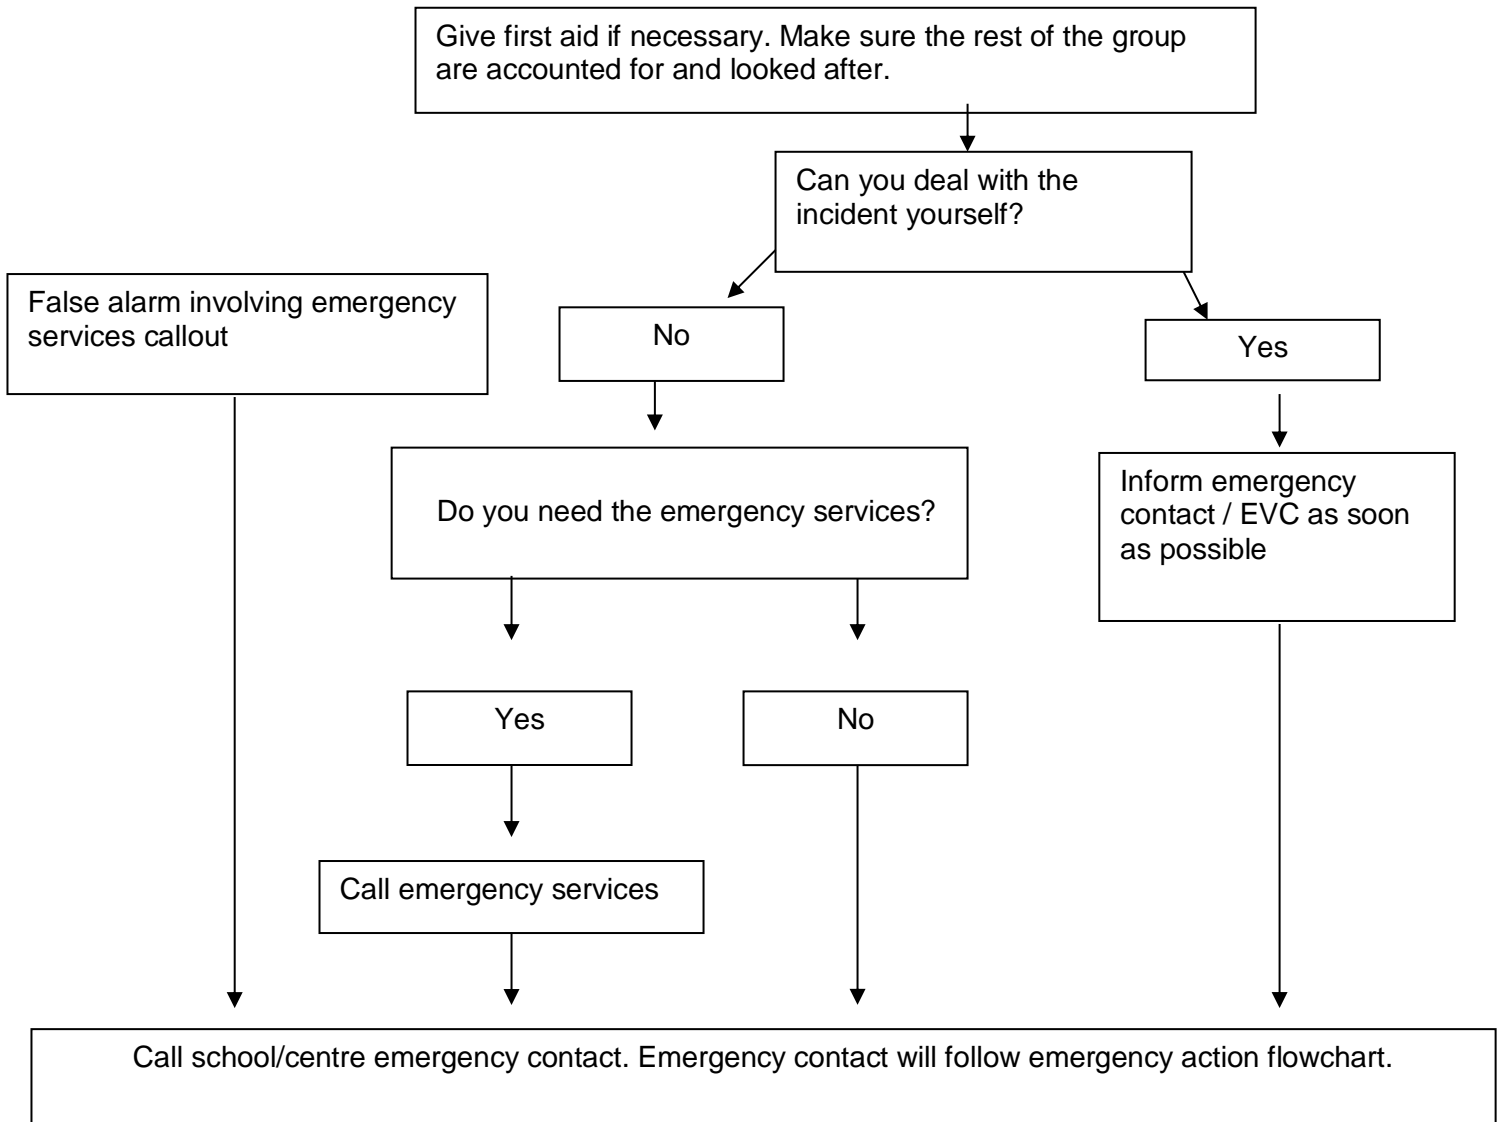 Give first aid if necessary. Make sure the rest of the group
are accounted for and looked after.
Can you deal with the
incident yourself?
False alarm involving emergency
services callout
No
Yes
Do you need the emergency services?
Inform emergency
contact / EVC as soon
as possible
Yes
No
Call emergency services
Call school/centre emergency contact. Emergency contact will follow emergency action flowchart.